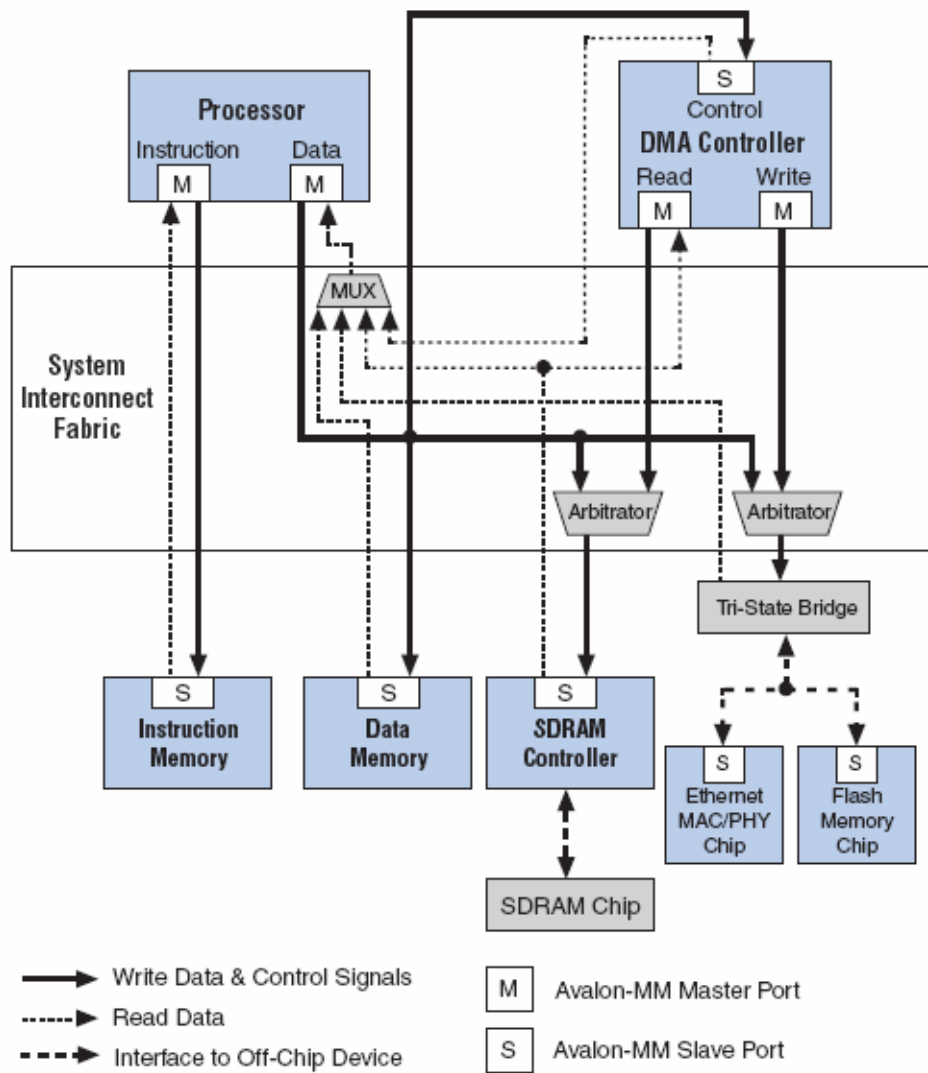 S
Control
DMA Controller
Read
Write
M
M
Processor
Instruction
Data
M
M
MUX
System
Interconnect
Fabric
Arbitrator
Arbitrator
Tri-State Bridge
S
Instruction
Memory
S
Data
Memory
S
SDRAM
Controller
S
Ethernet
MAC/PHY
Chip
S
Flash
Memory
Chip
SDRAM Chip
Write Data & Control Signals
Read Data
Interface to Off-Chip Device
M
Avalon-MM Master Port
S
Avalon-MM Slave Port